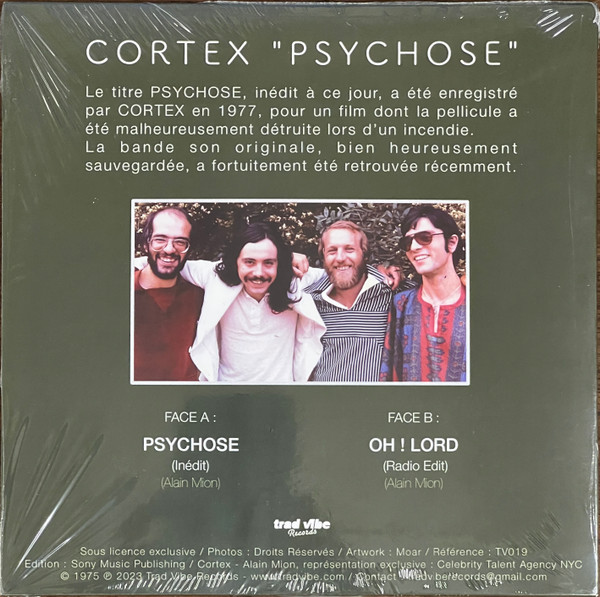 CORTEX "PSYCHOSE"
Le titre PSYCHOSE, inédit à ce jour, a été enregistré
par CORTEX en 1977, pour un film dont la pellicule a
été malheureusement détruite lors d'un incendie.
La bande son originale, bien heureusement
sauvegardée, a fortuitement été retrouvée récemment.
FACE A :
PSYCHOSE
(Inédit)
(Alain Mion)
FACE B :
OH ! LORD
(Radio Edit)
(Alain Mion)
trad vibe
Records
Sous licence exclusive / Photos : Droits Réservés / Artwork : Moar / Référence : TV019
Edition : Sony Music Publishing / Cortex - Alain Mion, représentation exclusive : Celebrity Talent Agency NYC
© 1975 ℗ 2023 Trad Vibe Records - www.tradvibe.com / Contact